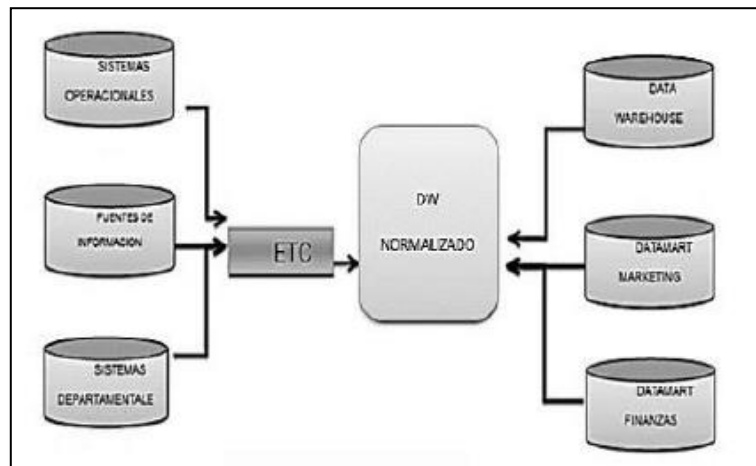 SISTEMAS
OPERACIONALES
FUENTES DE
INFORMACION
SISTEMAS
DEPARTAMENTALE
ETC
DW
NORMALIZADO
DATA
WAREHOUSE
DATAMART
MARKETING
DATAMART
FINANZAS